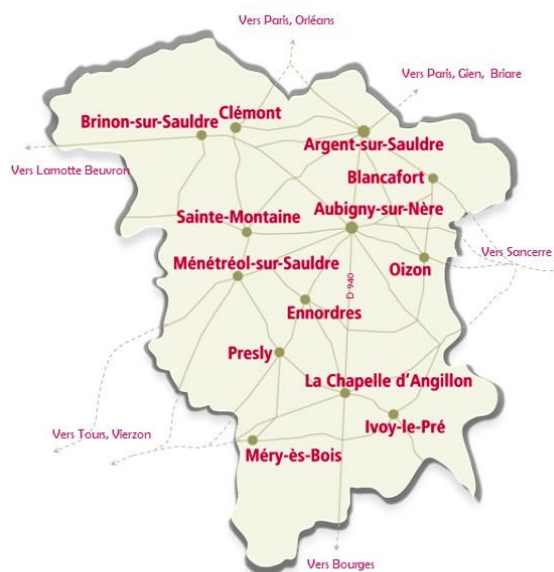 Vers Paris, Orléans
Vers Paris, Gien, Briare
Clémont
Brinon-sur-Sauldre
Argent-sur-Sauldre
Vers Lamotte Beuvron
Blancafort
Aubigny-sur-Nère
Sainte-Montaine
Vers Sancerre
Ménétréol-sur-Sauldre
Oizon
D 940
Ennordres
Presly
La Chapelle d'Angillon
Ivoy-le-Pré
Vers Tours, Vierzon
Méry-ès-Bois
Vers Bourges